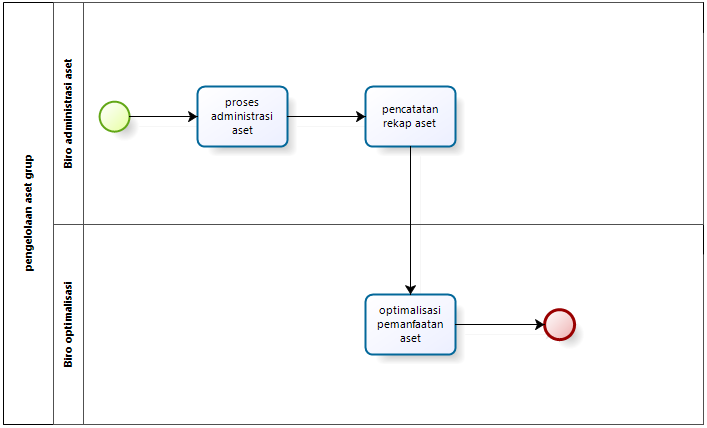 pengelolaan aset grup
Biro administrasi aset
proses
administrasi
aset
pencatatan
rekap aset
Biro optimalisasi
optimalisasi
pemanfaatan
aset